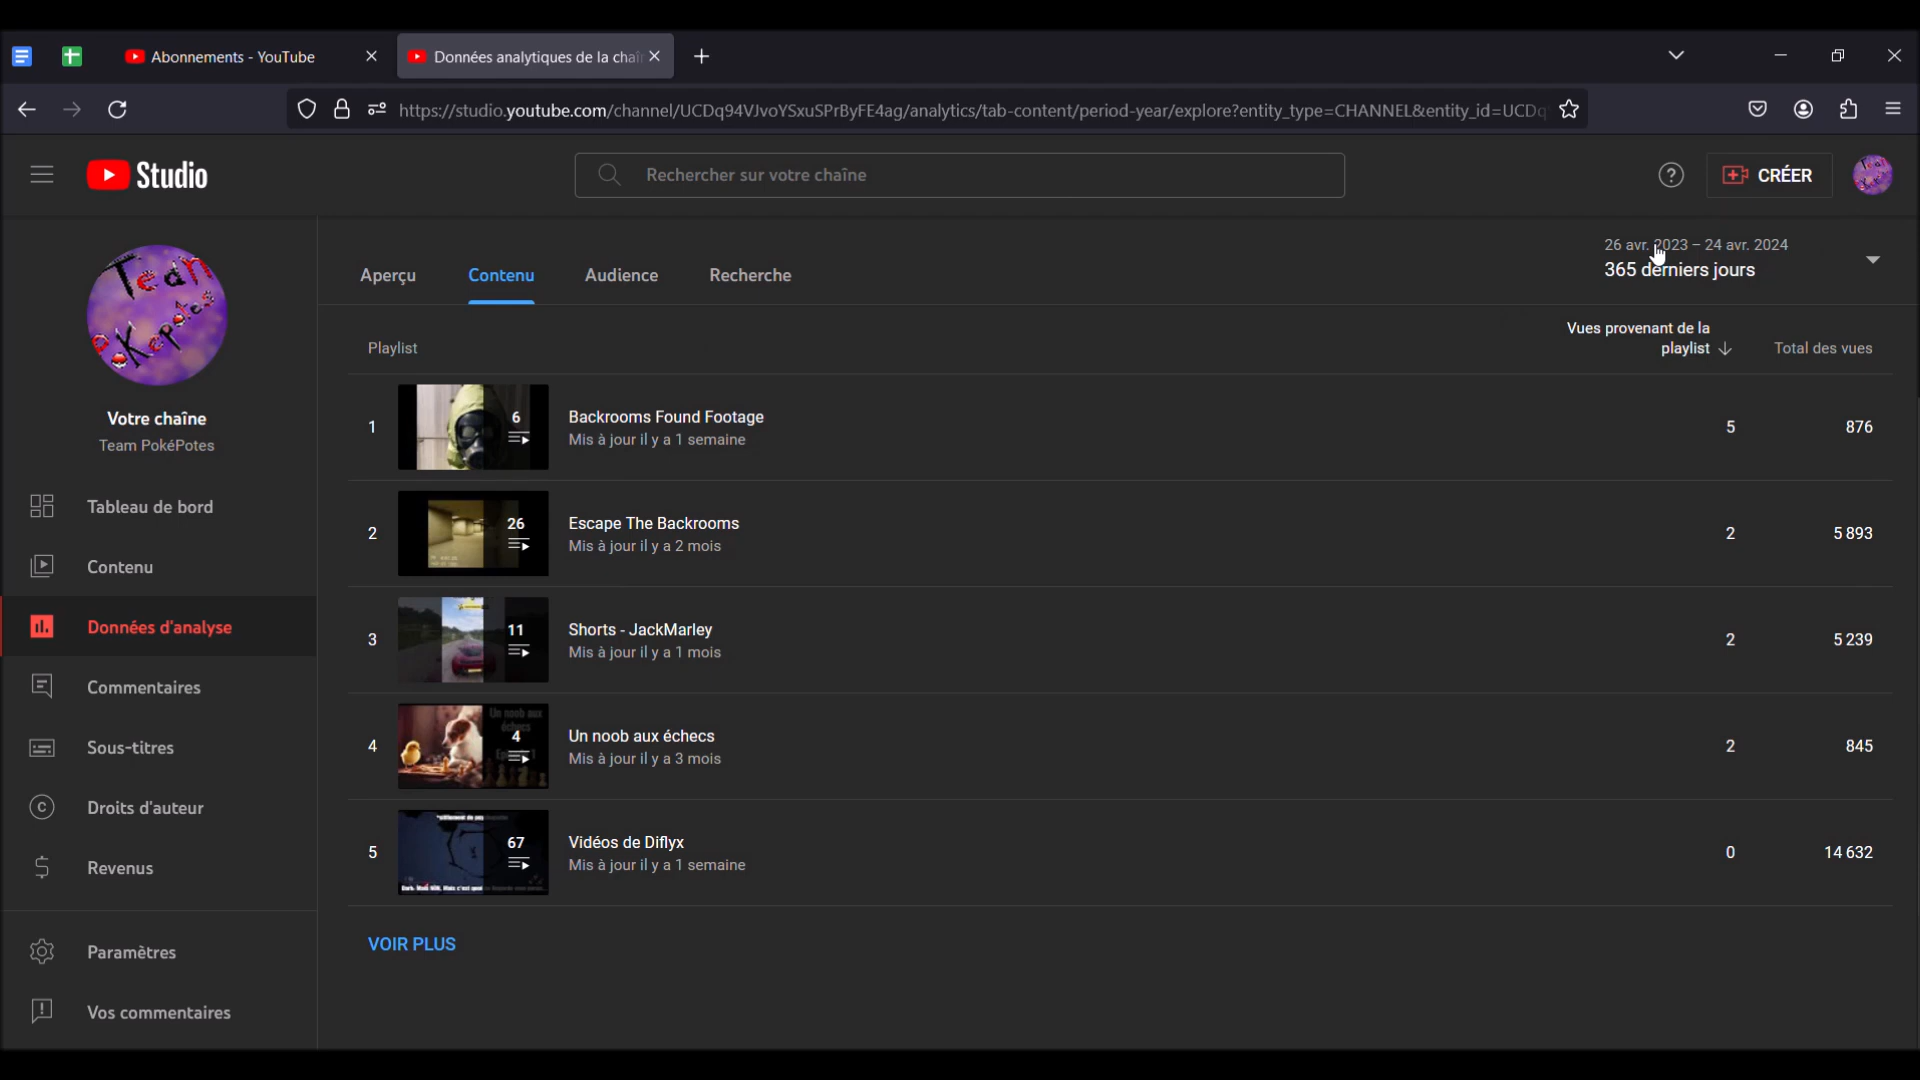 Abonnements - YouTube
Données analytiques de la chaî
https://studio.youtube.com/channel/UCDq94VJvoYSxuSPrByFE4ag/analytics/tab-content/period-year/explore?entity_type=CHANNEL&entity_id=UCDq
Studio
Rechercher sur votre chaîne
CRÉER
Team
PoKepotes
Votre chaîne
Team PokéPotes
Tableau de bord
Contenu
Données d'analyse
Commentaires
Sous-titres
Droits d'auteur
Revenus
Paramètres
Vos commentaires
Aperçu
Contenu
Audience
Recherche
26 avr. 2023 – 24 avr. 2024
365 derniers jours
Playlist
Vues provenant de la
playlist
Total des vues
1
6
Backrooms Found Footage
Mis à jour il y a 1 semaine
5
876
2
26
Escape The Backrooms
Mis à jour il y a 2 mois
2
5 893
3
11
Shorts - JackMarley
Mis à jour il y a 1 mois
2
5 239
4
Un noob aux
échecs
4
Un noob aux échecs
Mis à jour il y a 3 mois
2
845
5
67
Vidéos de Diflyx
Mis à jour il y a 1 semaine
0
14 632
VOIR PLUS